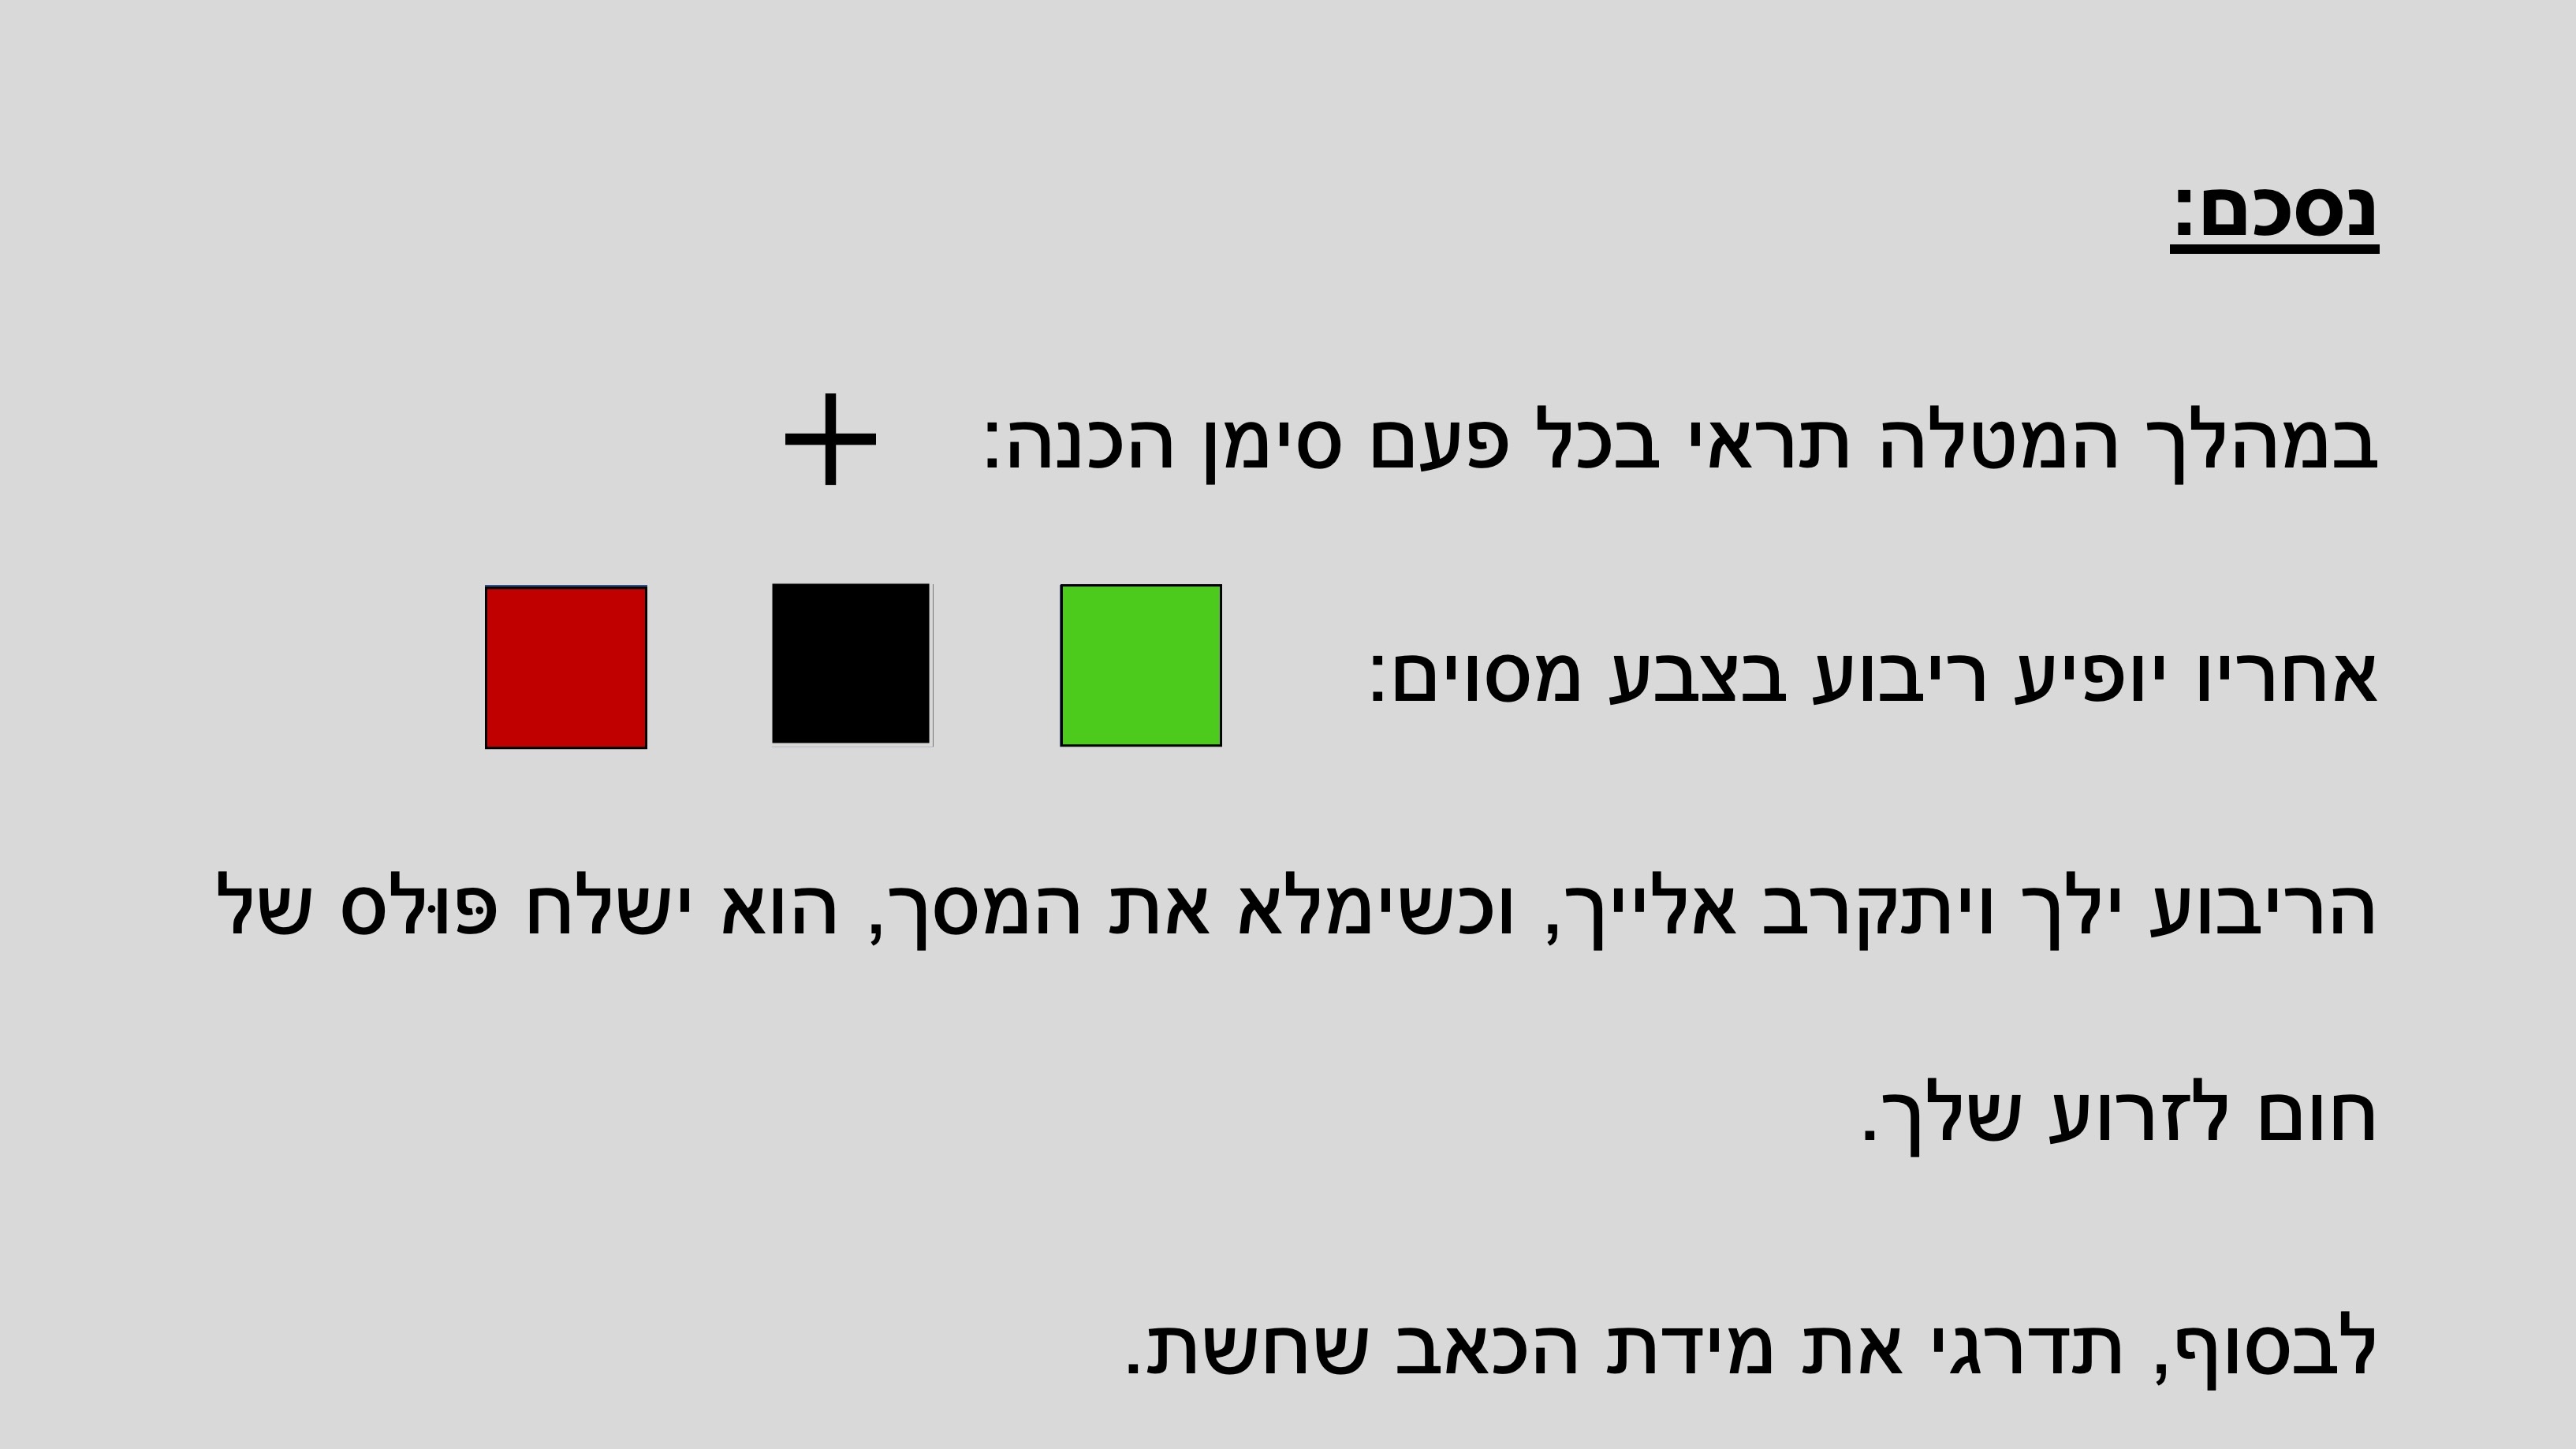 נסכם:
במהלך המטלה תראי בכל פעם סימן הכנה: +
אחריו יופיע ריבוע בצבע מסוים:
הריבוע ילך ויתקרב אלייך, וכשימלא את המסך, הוא ישלח פּוּלס של
חום לזרוע שלך.
לבסוף, תדרגי את מידת הכאב שחשת.